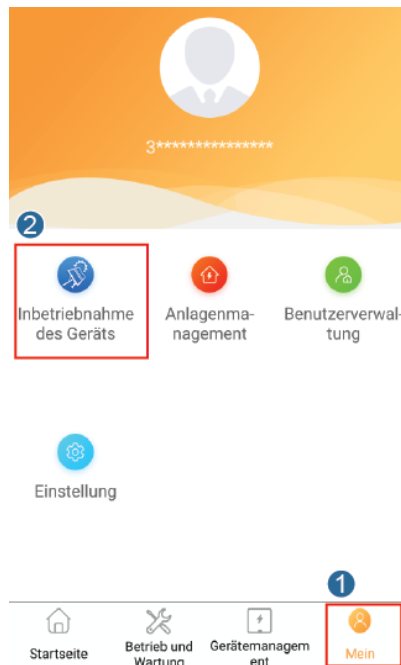 3***************
2
Inbetriebnahme
des Geräts
Anlagenma-
nagement
Benutzerverwal-
tung
Einstellung
1
Startseite
Betrieb und
Wartung
Gerätemanagem
ent
Mein